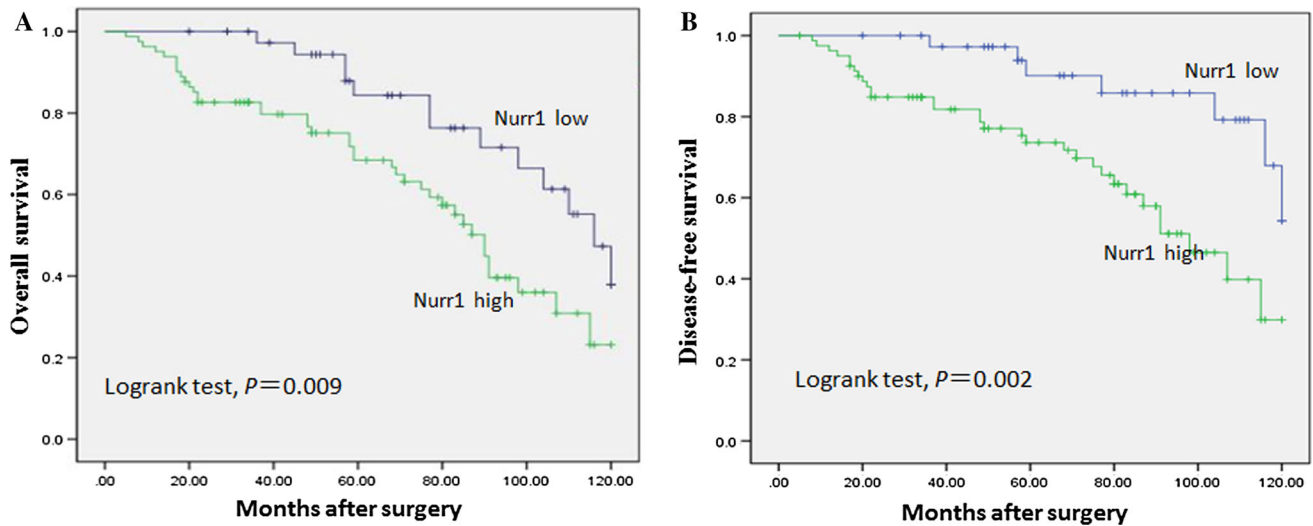 A
Overall survival
1.0
0.8
0.6
0.4
0.2
0.0
Nurr1 low
Nurr1 high
Logrank test, P=0.009
.00 20.00 40.00 60.00 80.00 100.00 120.00
Months after surgery
B
Disease-free survival
1.0
0.8
0.6
0.4
0.2
0.0
Nurr1 low
Nurr1 high
Logrank test, P=0.002
.00 20.00 40.00 60.00 80.00 100.00 120.00
Months after surgery